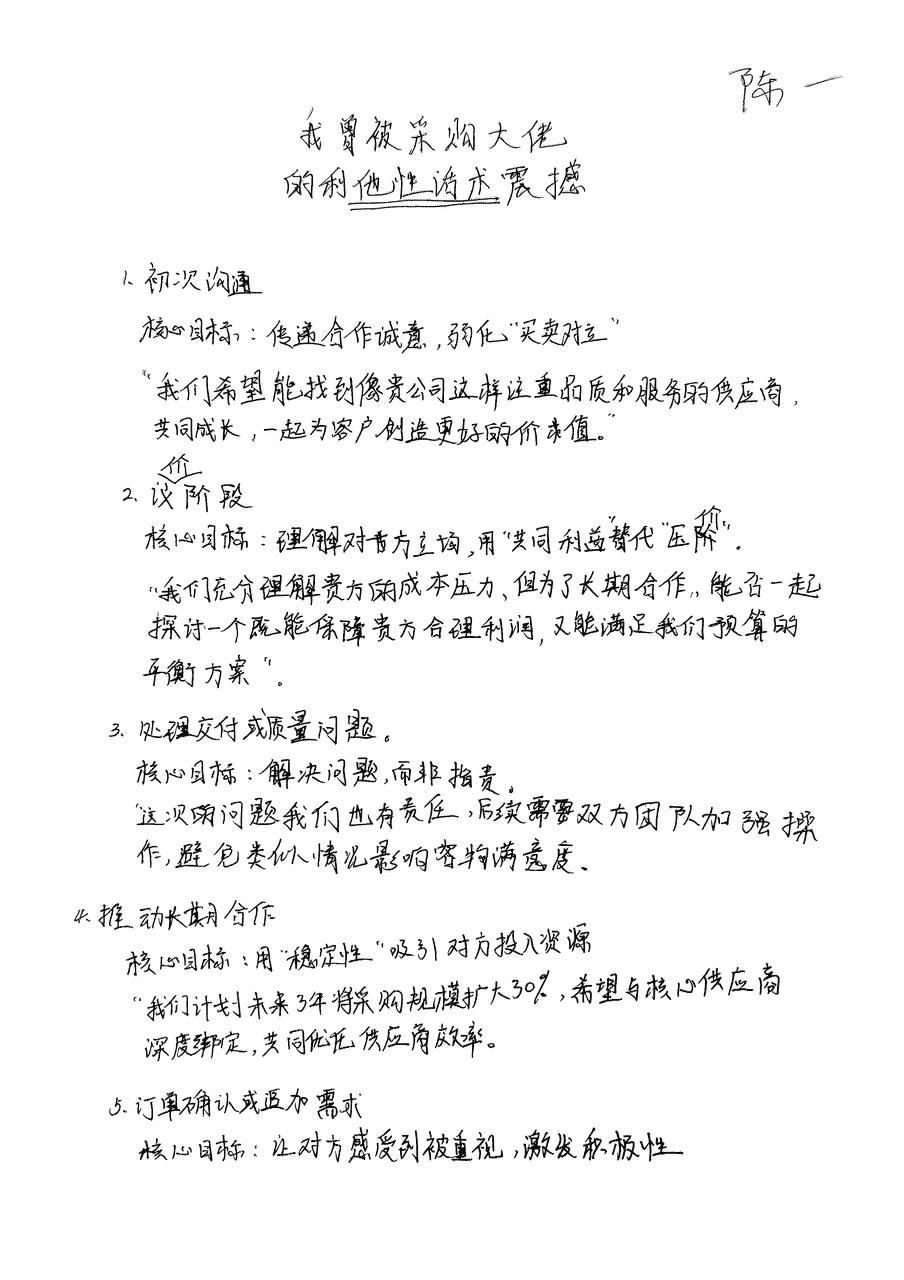 陈一
我曾被采购大佬
的利他性话术震撼
1. 初次沟通
核心目标：传递合作诚意，弱化“买卖对立”
“我们希望能找到像贵公司这样注重品质和服务的供应商，
共同成长，一起为客户创造更好的价值。”
2. 议价阶段
核心目标：理解对方立场，用“共同利益”替代“压价”。
“我们充分理解贵方的成本压力、但为了长期合作，能否一起
探讨一个既能保障贵方合理利润，又能满足我们预算的
平衡方案”。
3. 处理交付或质量问题。
核心目标：解决问题，而非指责。
“这次的问题我们也有责任，后续需要双方团队加强操
作，避免类似情况影响客物满意度。
4. 推动长期合作
核心目标：用“稳定性”吸引对方投入资源
“我们计划未来3年将采购规模扩大30%，希望与核心供应商
深度绑定，共同优化供应商效率。
5. 订单确认或追加需求
核心目标：让对方感受到被重视，激发积极性